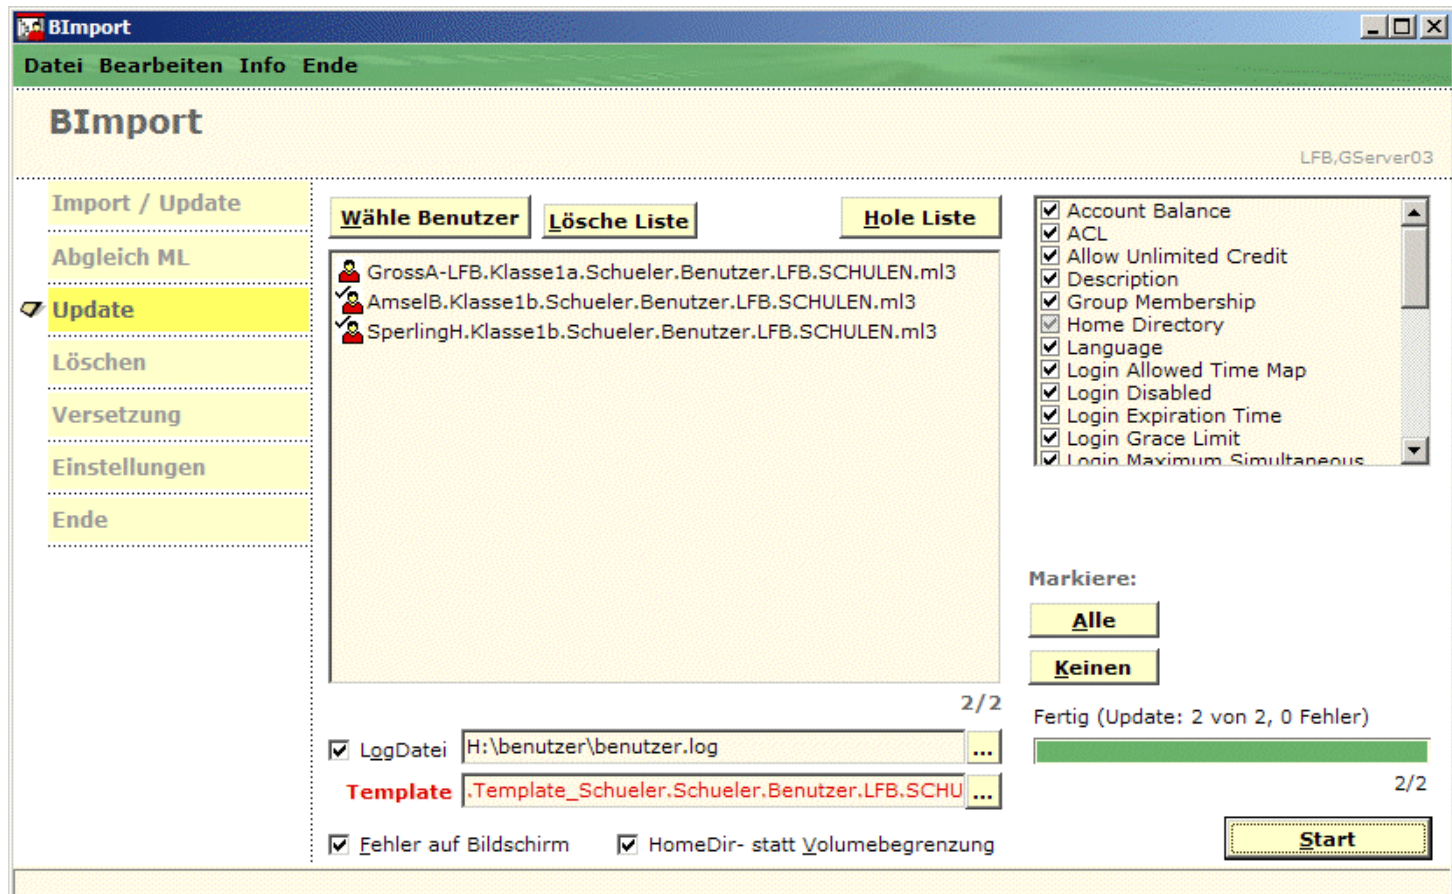 BImport
Datei Bearbeiten Info Ende
BImport
LFB,GServer03
Import / Update
Abgleich ML
Update
Löschen
Versetzung
Einstellungen
Ende
Wähle Benutzer Lösche Liste Hole Liste
GrossA-LFB.Klasse1a.Schueler.Benutzer.LFB.SCHULEN.ml3
AmselB.Klasse1b.Schueler.Benutzer.LFB.SCHULEN.ml3
SperlingH.Klasse1b.Schueler.Benutzer.LFB.SCHULEN.ml3
2/2
LogDatei H:\benutzer\benutzer.log ...
Template .Template_Schueler.Schueler.Benutzer.LFB.SCHU ...
Fehler auf Bildschirm HomeDir- statt Volumebegrenzung
Account Balance
ACL
Allow Unlimited Credit
Description
Group Membership
Home Directory
Language
Login Allowed Time Map
Login Disabled
Login Expiration Time
Login Grace Limit
Login Maximum Simultaneous
Markiere:
Alle
Keinen
Fertig (Update: 2 von 2, 0 Fehler)
2/2
Start